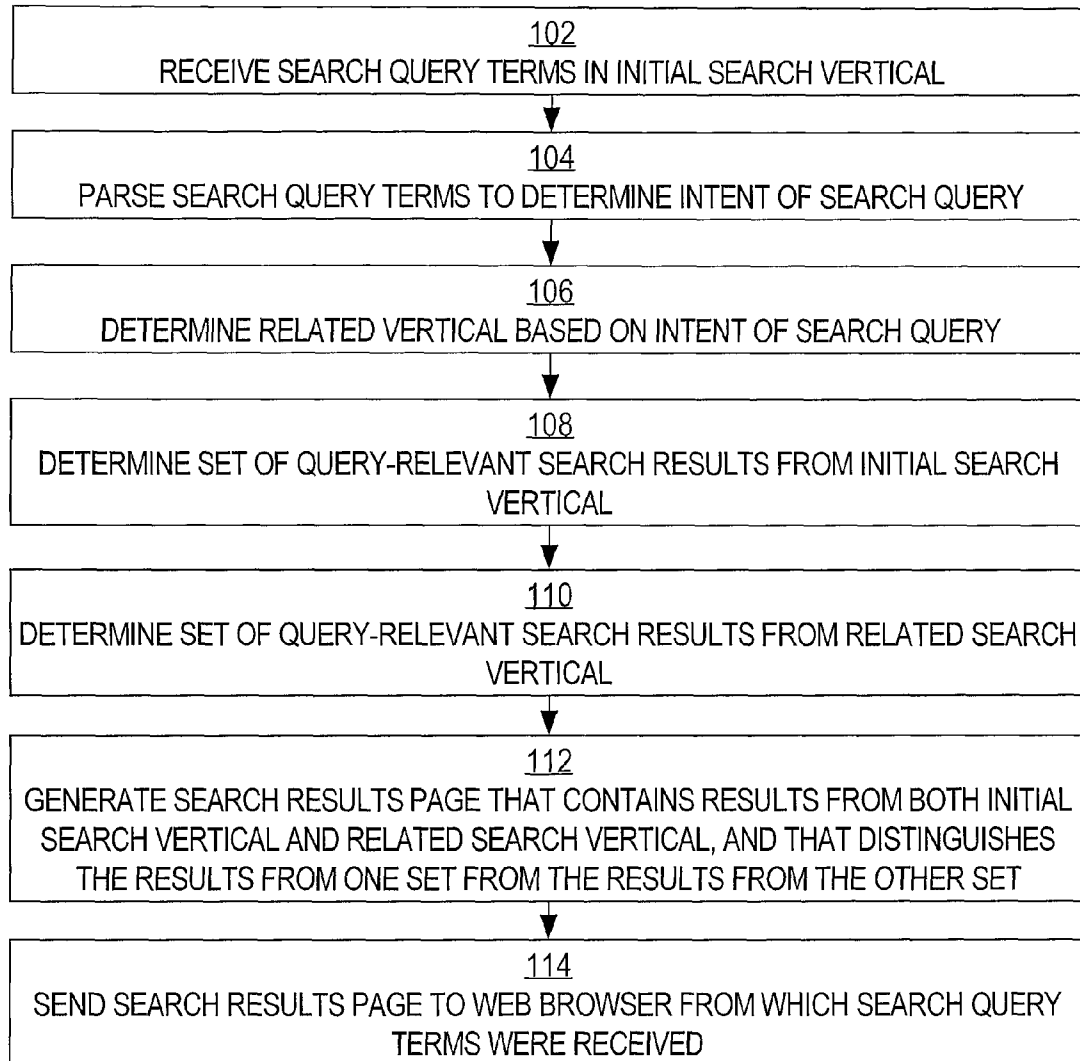 102
RECEIVE SEARCH QUERY TERMS IN INITIAL SEARCH VERTICAL
104
PARSE SEARCH QUERY TERMS TO DETERMINE INTENT OF SEARCH QUERY
106
DETERMINE RELATED VERTICAL BASED ON INTENT OF SEARCH QUERY
108
DETERMINE SET OF QUERY-RELEVANT SEARCH RESULTS FROM INITIAL SEARCH
VERTICAL
110
DETERMINE SET OF QUERY-RELEVANT SEARCH RESULTS FROM RELATED SEARCH
VERTICAL
112
GENERATE SEARCH RESULTS PAGE THAT CONTAINS RESULTS FROM BOTH INITIAL
SEARCH VERTICAL AND RELATED SEARCH VERTICAL, AND THAT DISTINGUISHES
THE RESULTS FROM ONE SET FROM THE RESULTS FROM THE OTHER SET
114
SEND SEARCH RESULTS PAGE TO WEB BROWSER FROM WHICH SEARCH QUERY
TERMS WERE RECEIVED